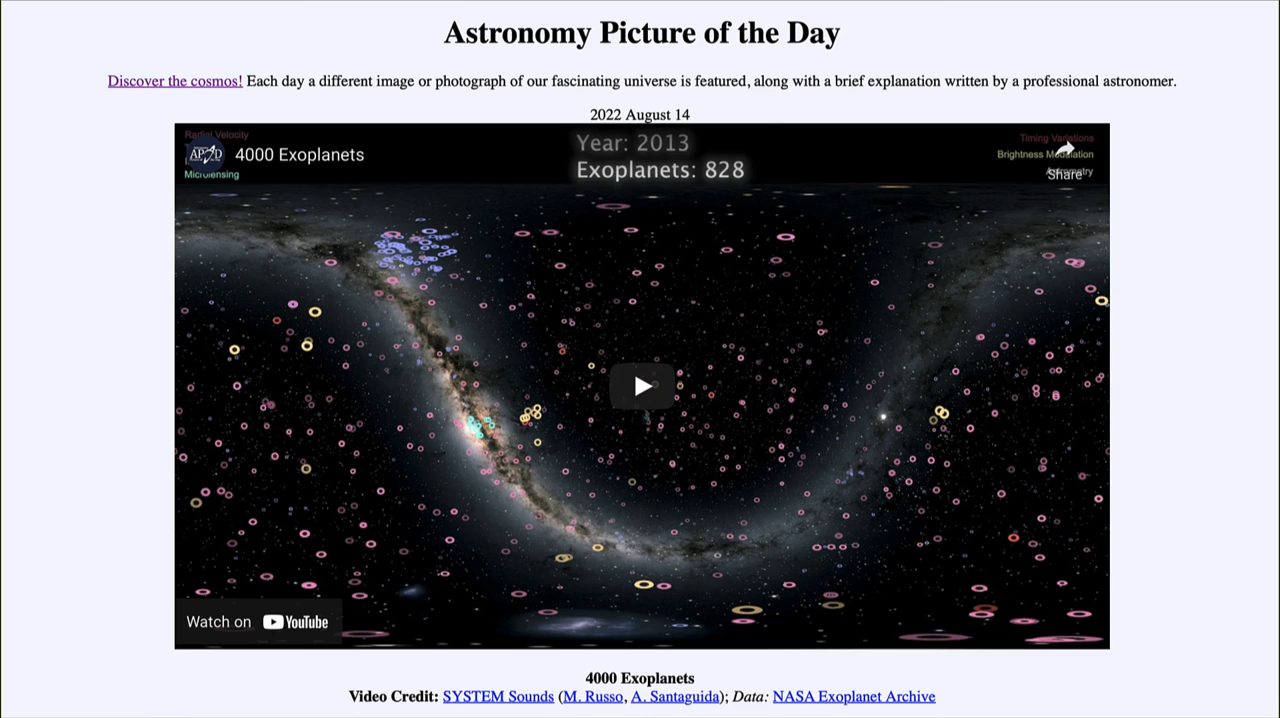 Astronomy Picture of the Day
Discover the cosmos! Each day a different image or photograph of our fascinating universe is featured, along with a brief explanation written by a professional astronomer.
2022 August 14
Radial Velocity
APOD 4000 Exoplanets
Microlensing
Year: 2013
Exoplanets: 828
Timing Variations
Brightness Modulation
Astrometry
Share
Watch on YouTube
4000 Exoplanets
Video Credit: SYSTEM Sounds (M. Russo, A. Santaguida); Data: NASA Exoplanet Archive